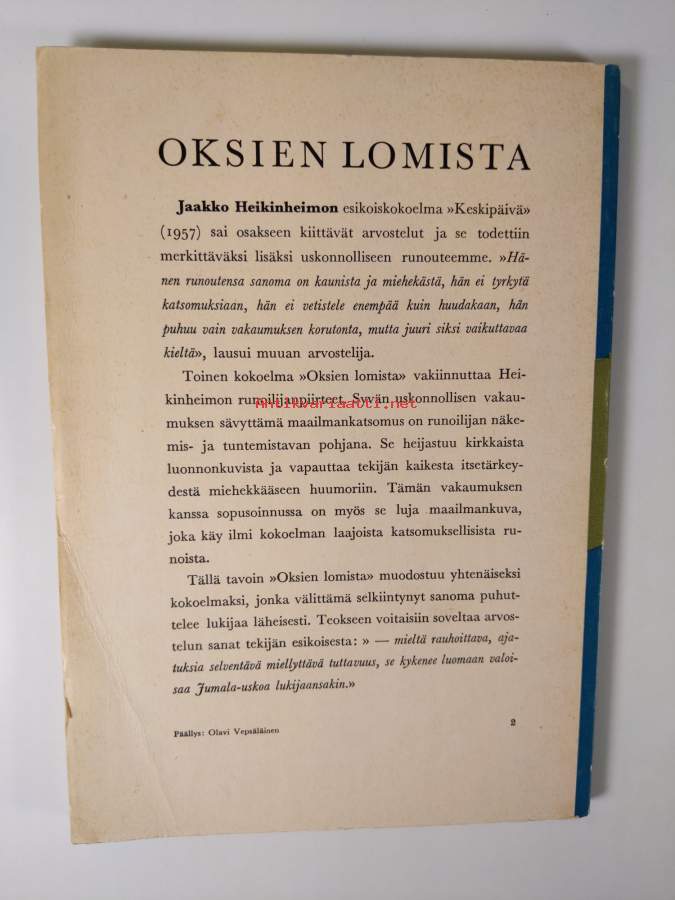 OKSIEN LOMISTA
Jaakko Heikinheimon esikoiskokoelma »Keskipäivä»
(1957) sai osakseen kiittävät arvostelut ja se todettiin
merkittäväksi lisäksi uskonnolliseen runouteemme. »Hä-
nen runoutensa sanoma on kaunista ja miehekästä, hän ei tyrkytä
katsomuksiaan, hän ei vetistele enempää kuin huudakaan, hän
puhuu vain vakaumuksen korutonta, mutta juuri siksi vaikuttavaa
kieltä», lausui muuan arvostelija.
Toinen kokoelma »Oksien lomista» vakiinnuttaa Hei-
kinheimon runoilijanpiirteet. Syvän uskonnollisen vakau-
Antikvariaatti.net
muksen sävyttämä maailmankatsomus on runoilijan näke-
mis- ja tuntemistavan pohjana. Se heijastuu kirkkaista
luonnonkuvista ja vapauttaa tekijän kaikesta itsetärkey-
destä miehekkääseen huumoriin. Tämän vakaumuksen
kanssa sopusoinnussa on myös se luja maailmankuva,
joka käy ilmi kokoelman laajoista katsomuksellisista ru-
noista.
Tällä tavoin »Oksien lomista» muodostuu yhtenäiseksi
kokoelmaksi, jonka välittämä selkiintynyt sanoma puhut-
telee lukijaa läheisesti. Teokseen voitaisiin soveltaa arvos-
telun sanat tekijän esikoisesta: » — mieltä rauhoittava, aja-
tuksia selventävä miellyttävä tuttavuus, se kykenee luomaan valoi-
saa Jumala-uskoa lukijaansakin.»
Päällys: Olavi Vepsäläinen
2